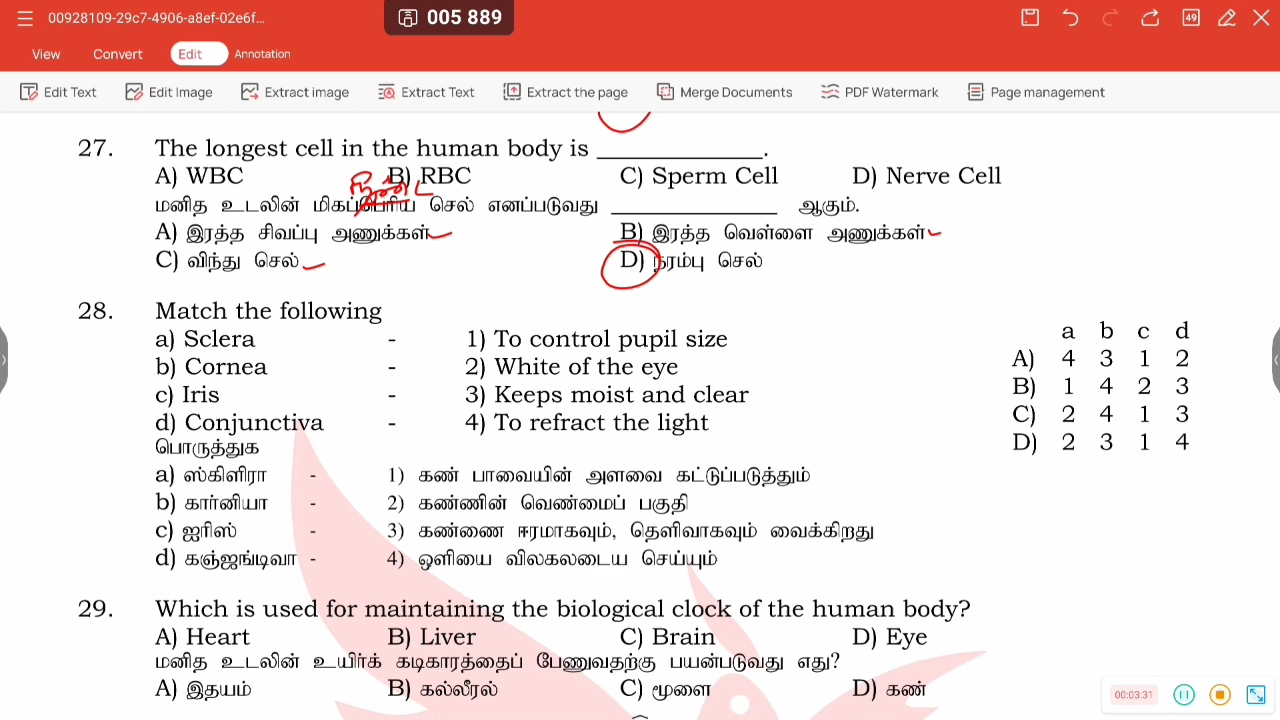 00928109-29c7-4906-a8ef-02e6f...
005 889
49
View Convert Edit Annotation
Edit Text Edit Image Extract image Extract Text Extract the page Merge Documents PDF Watermark Page management
27. The longest cell in the human body is ____________.
A) WBC B) RBC C) Sperm Cell D) Nerve Cell
மனித உடலின் மிகப்பெரிய செல் எனப்படுவது ____________ ஆகும்.
A) இரத்த சிவப்பு அணுக்கள் B) இரத்த வெள்ளை அணுக்கள்
C) விந்து செல் D) நரம்பு செல்
28. Match the following
a) Sclera - 1) To control pupil size
b) Cornea - 2) White of the eye
c) Iris - 3) Keeps moist and clear
d) Conjunctiva - 4) To refract the light
a b c d
A) 4 3 1 2
B) 1 4 2 3
C) 2 4 1 3
D) 2 3 1 4
பொருத்துக
a) ஸ்கிளிரா - 1) கண் பாவையின் அளவை கட்டுப்படுத்தும்
b) கார்னியா - 2) கண்ணின் வெண்மைப் பகுதி
c) ஐரிஸ் - 3) கண்ணை ஈரமாகவும், தெளிவாகவும் வைக்கிறது
d) கஞ்ஜங்டிவா - 4) ஒளியை விலகலடைய செய்யும்
29. Which is used for maintaining the biological clock of the human body?
A) Heart B) Liver C) Brain D) Eye
மனித உடலின் உயிர்க் கடிகாரத்தைப் பேணுவதற்கு பயன்படுவது எது?
A) இதயம் B) கல்லீரல் C) மூளை D) கண்
00:03:31